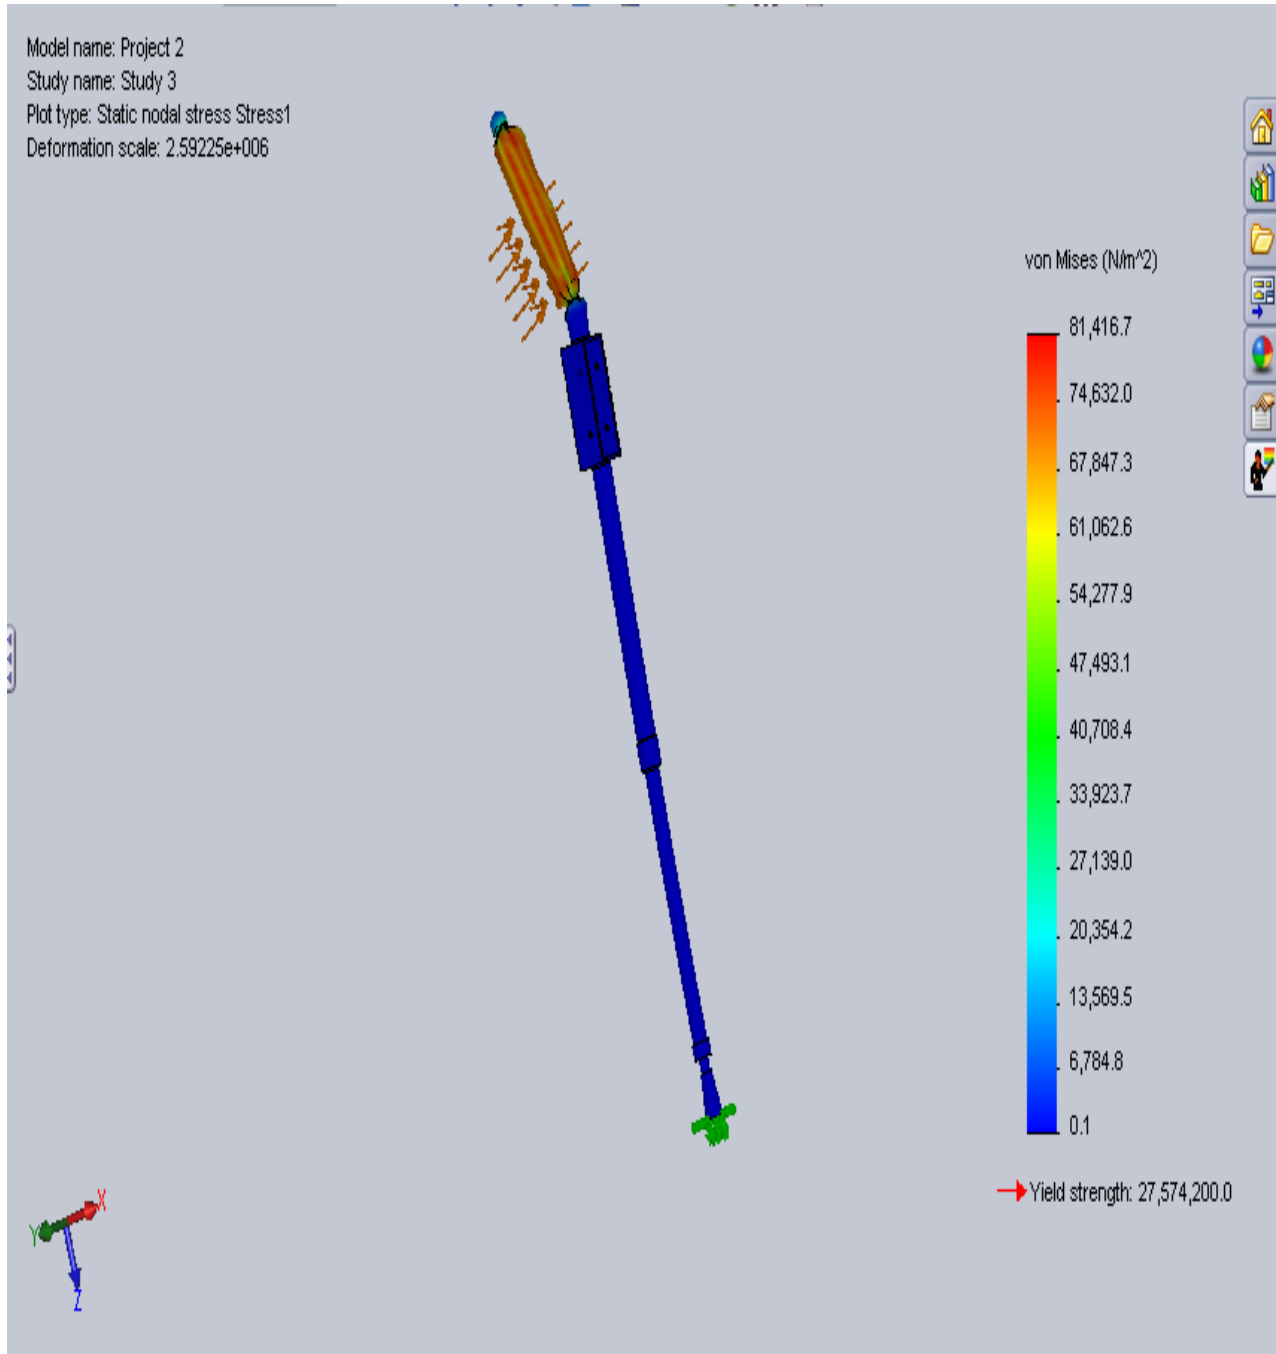 Model name: Project 2
Study name: Study 3
Plot type: Static nodal stress Stress1
Deformation scale: 2.59225e+006
von Mises (N/m^2)
81,416.7
74,632.0
67,847.3
61,062.6
54,277.9
47,493.1
40,708.4
33,923.7
27,139.0
20,354.2
13,569.5
6,784.8
0.1
Yield strength: 27,574,200.0
X
Y
Z